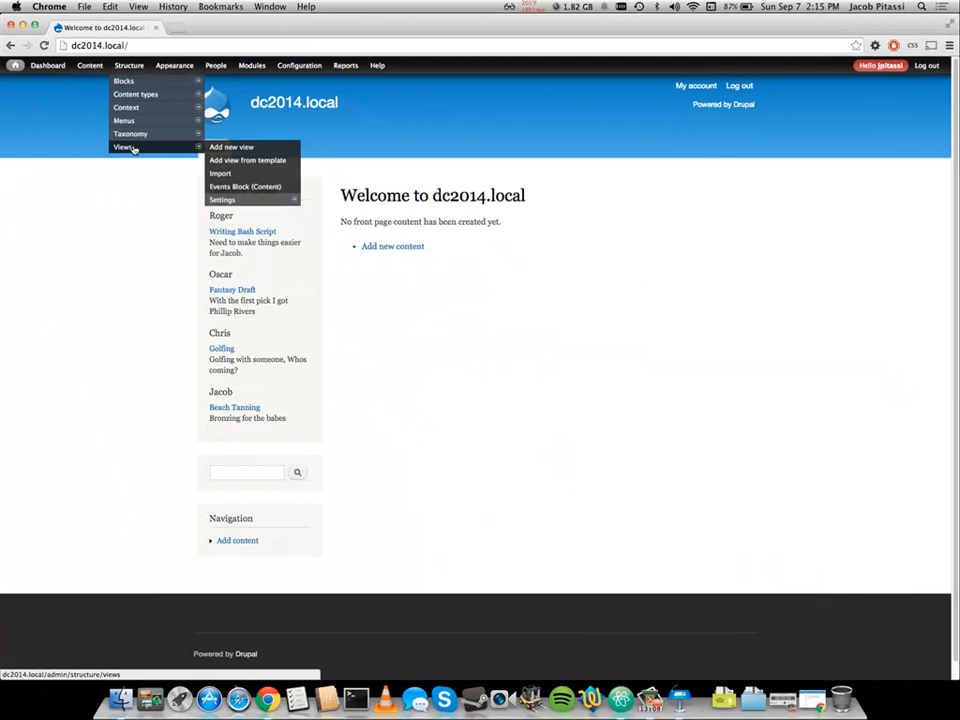 Chrome File Edit View History Bookmarks Window Help 1.82 GB 87% Sun Sep 7 2:15 PM Jacob Pitassi
Welcome to dc2014.local
dc2014.local/
CSS
Dashboard Content Structure Appearance People Modules Configuration Reports Help Hello jpitassi Log out
Blocks
Content types
Context
Menus
Taxonomy
Views
Add new view
Add view from template
Import
Events Block (Content)
Settings
dc2014.local
My account Log out
Powered by Drupal
Roger
Writing Bash Script
Need to make things easier
for Jacob.
Oscar
Fantasy Draft
With the first pick I got
Phillip Rivers
Chris
Golfing
Golfing with someone, Whos
coming?
Jacob
Beach Tanning
Bronzing for the babes
Navigation
Add content
Welcome to dc2014.local
No front page content has been created yet.
Add new content
Powered by Drupal
dc2014.local/admin/structure/views